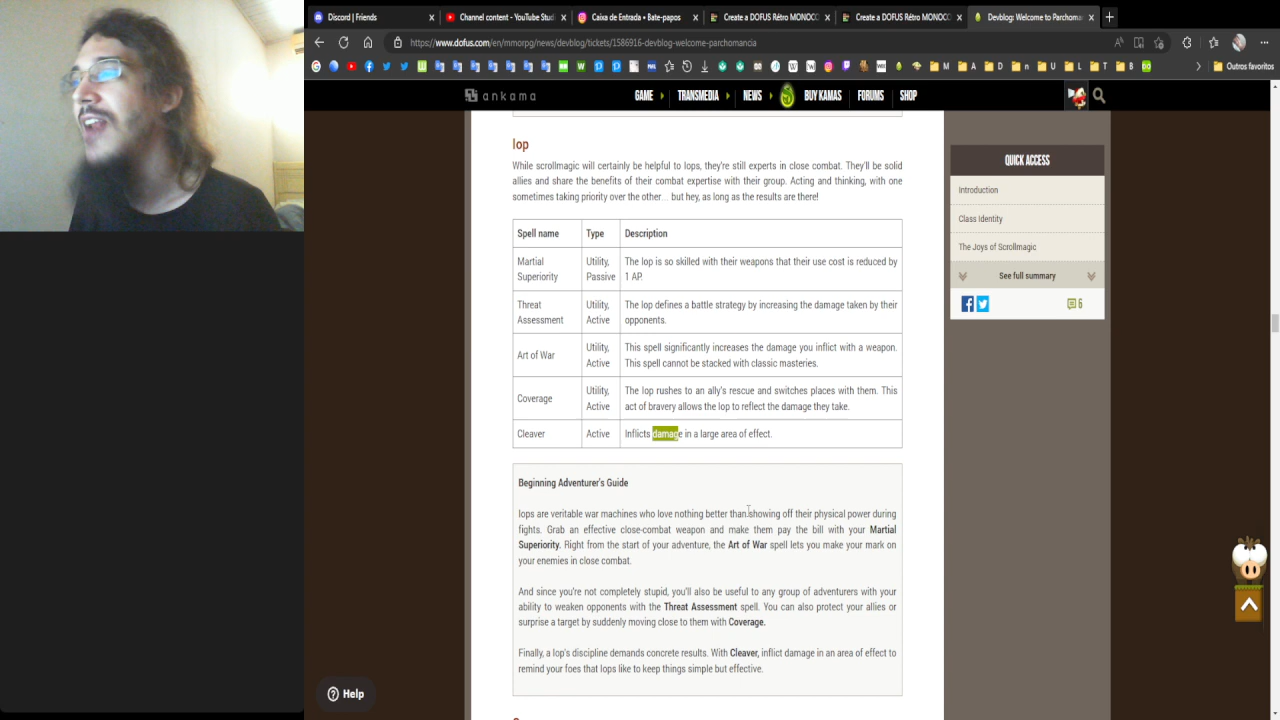 Discord | Friends
Channel content - YouTube Studi
Caixa de Entrada • Bate-papos
Create a DOFUS Rétro MONOCO
Create a DOFUS Rétro MONOCO
Devblog: Welcome to Parchoman
https://www.dofus.com/en/mmorpg/news/devblog/tickets/1586916-devblog-welcome-parchomancia
Outros favoritos
ankama
GAME
TRANSMEDIA
NEWS
BUY KAMAS
FORUMS
SHOP
Iop
While scrollmagic will certainly be helpful to Iops, they're still experts in close combat. They'll be solid
allies and share the benefits of their combat expertise with their group. Acting and thinking, with one
sometimes taking priority over the other... but hey, as long as the results are there!
Spell name Type Description
Martial Superiority Utility, Passive The Iop is so skilled with their weapons that their use cost is reduced by
1 AP.
Threat Assessment Utility, Active The Iop defines a battle strategy by increasing the damage taken by their
opponents.
Art of War Utility, Active This spell significantly increases the damage you inflict with a weapon.
This spell cannot be stacked with classic masteries.
Coverage Utility, Active The Iop rushes to an ally's rescue and switches places with them. This
act of bravery allows the Iop to reflect the damage they take.
Cleaver Active Inflicts damage in a large area of effect.
Beginning Adventurer's Guide
Iops are veritable war machines who love nothing better than showing off their physical power during
fights. Grab an effective close-combat weapon and make them pay the bill with your Martial
Superiority. Right from the start of your adventure, the Art of War spell lets you make your mark on
your enemies in close combat.
And since you're not completely stupid, you'll also be useful to any group of adventurers with your
ability to weaken opponents with the Threat Assessment spell. You can also protect your allies or
surprise a target by suddenly moving close to them with Coverage.
Finally, a Iop's discipline demands concrete results. With Cleaver, inflict damage in an area of effect to
remind your foes that Iops like to keep things simple but effective.
QUICK ACCESS
Introduction
Class Identity
The Joys of Scrollmagic
See full summary
6
Help